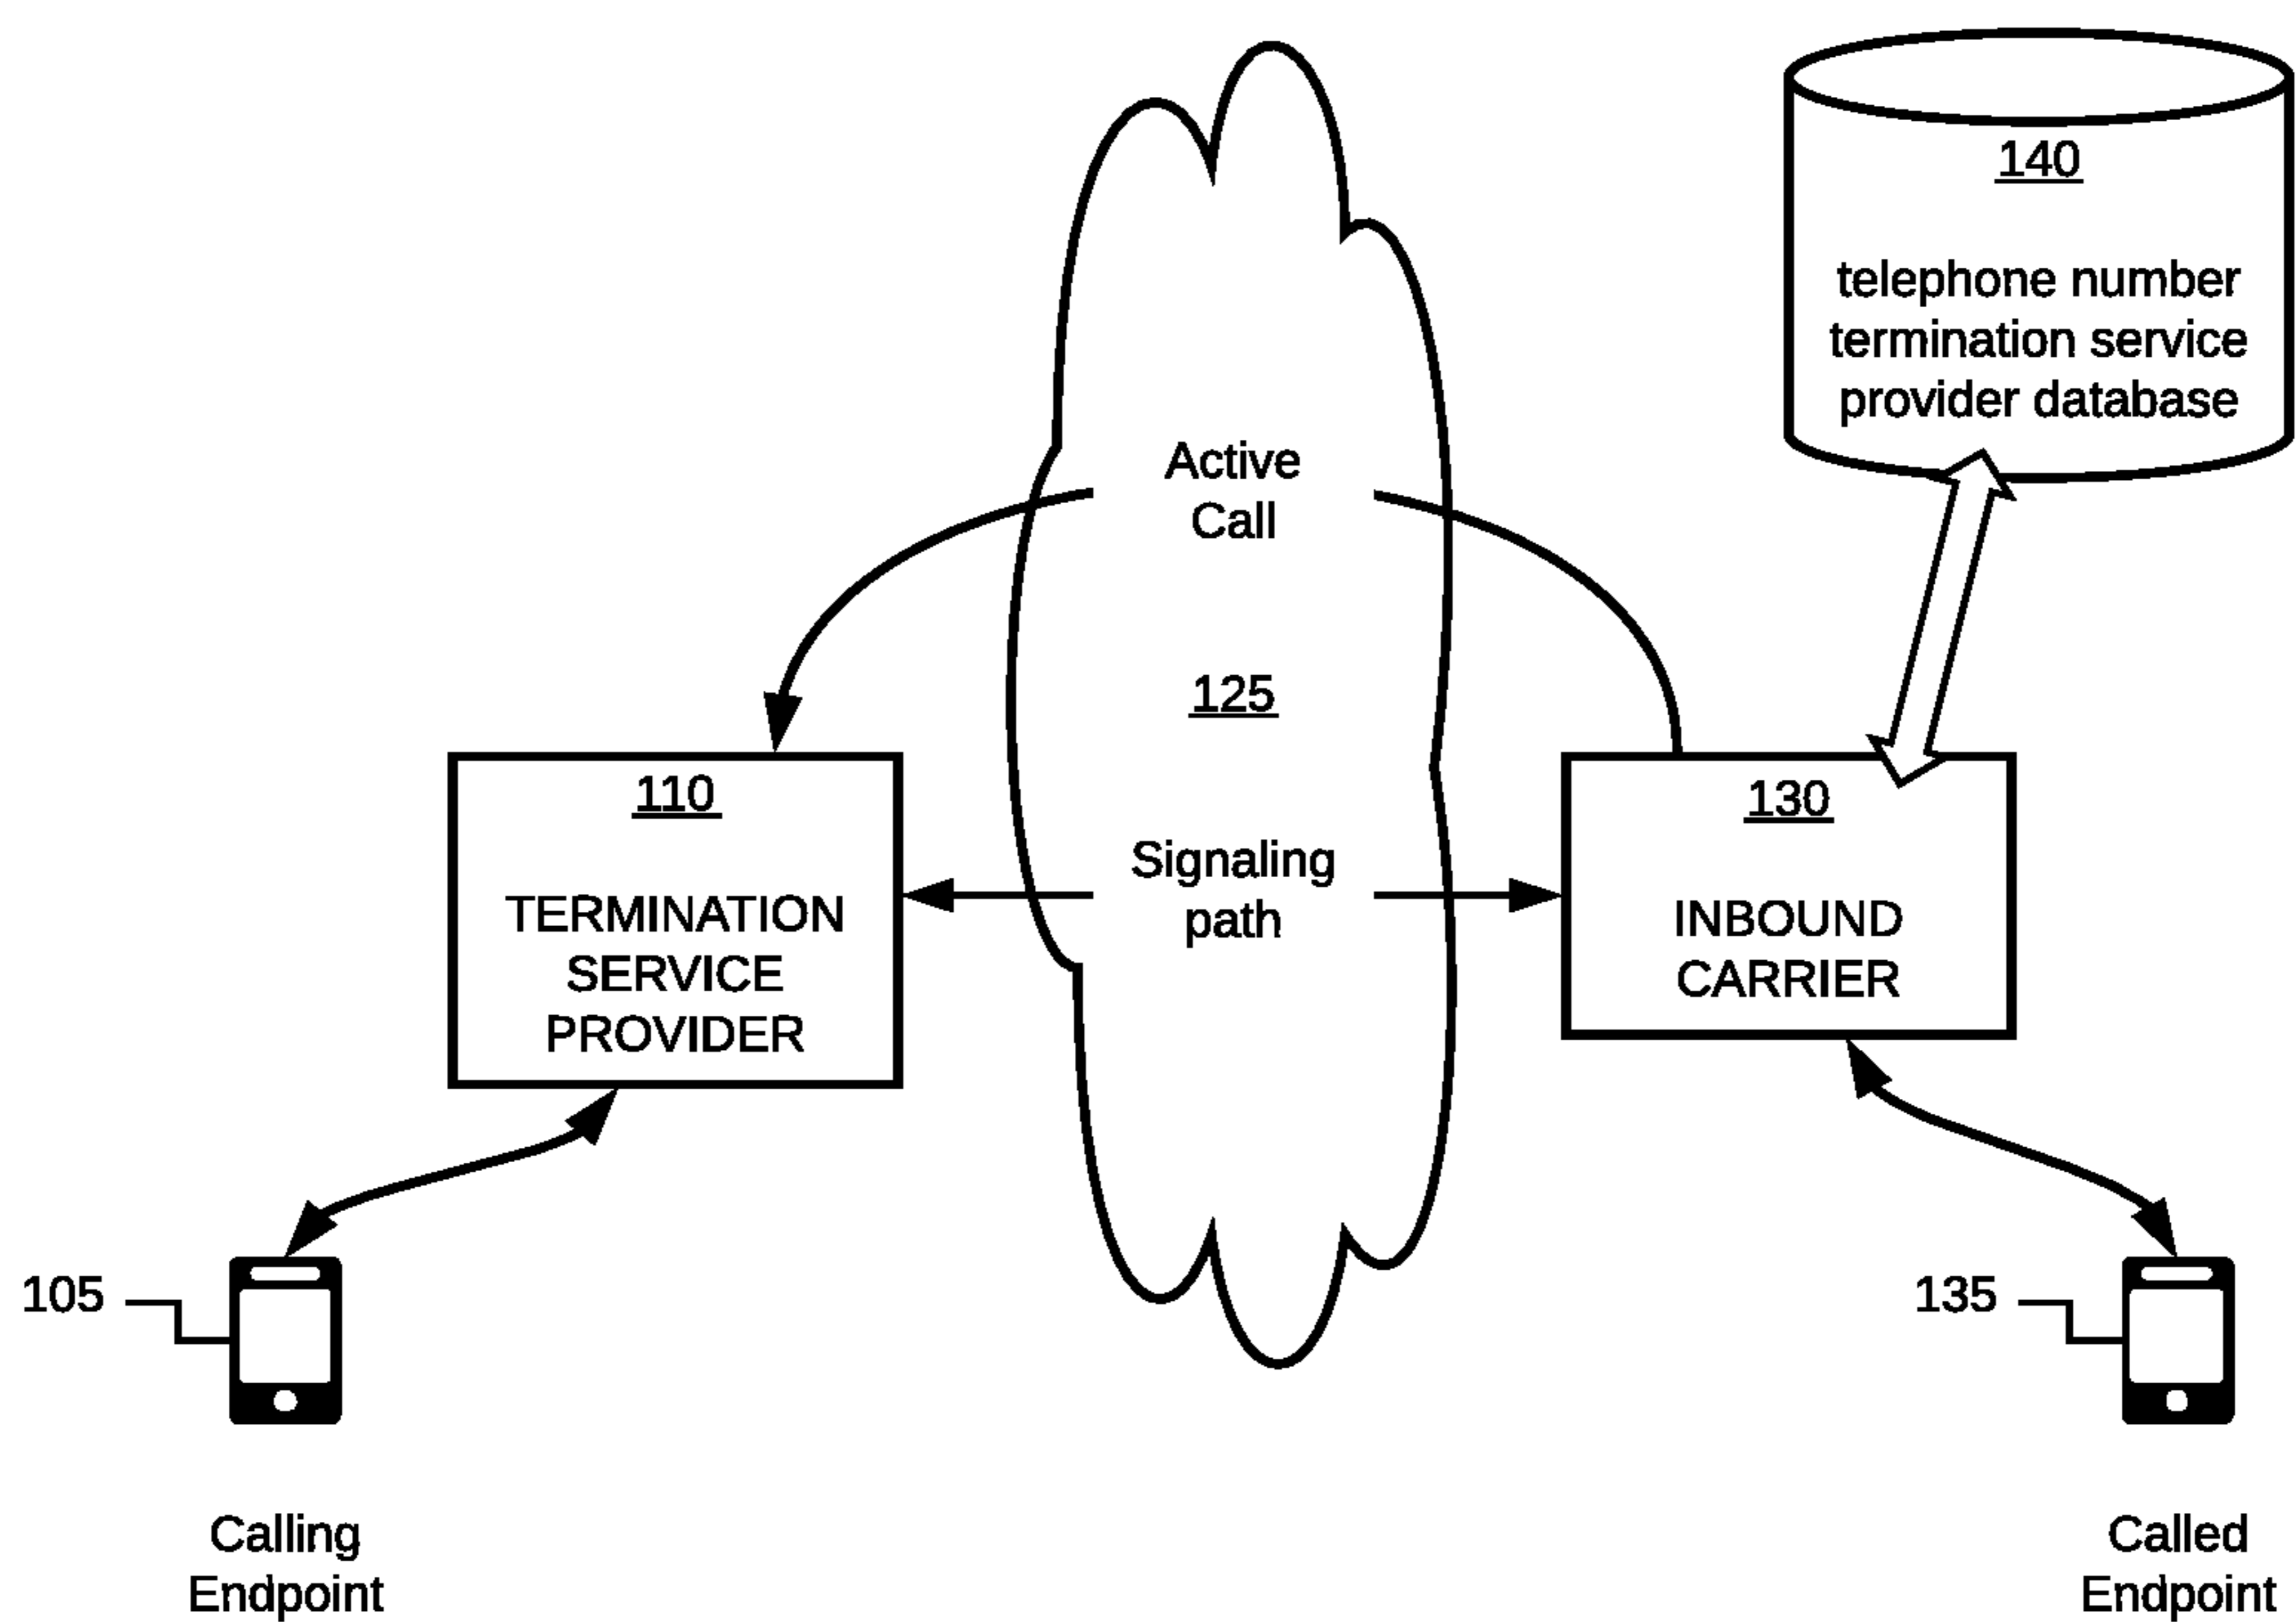 140
telephone number
termination service
provider database
Active
Call
125
Signaling
path
110
TERMINATION
SERVICE
PROVIDER
130
INBOUND
CARRIER
105
Calling
Endpoint
135
Called
Endpoint